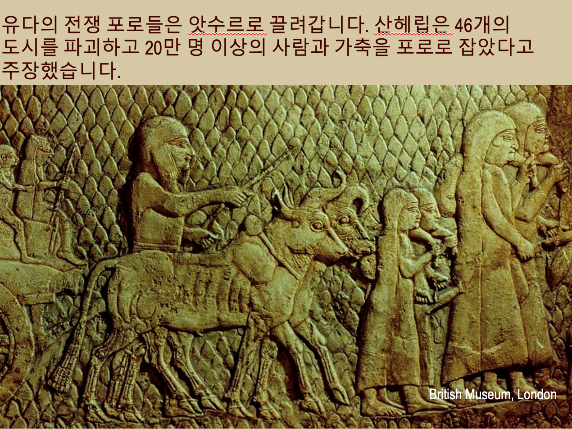 유다의 전쟁 포로들은 앗수르로 끌려갑니다. 산헤립은 46개의
도시를 파괴하고 20만 명 이상의 사람과 가축을 포로로 잡았다고
주장했습니다.
British Museum, London